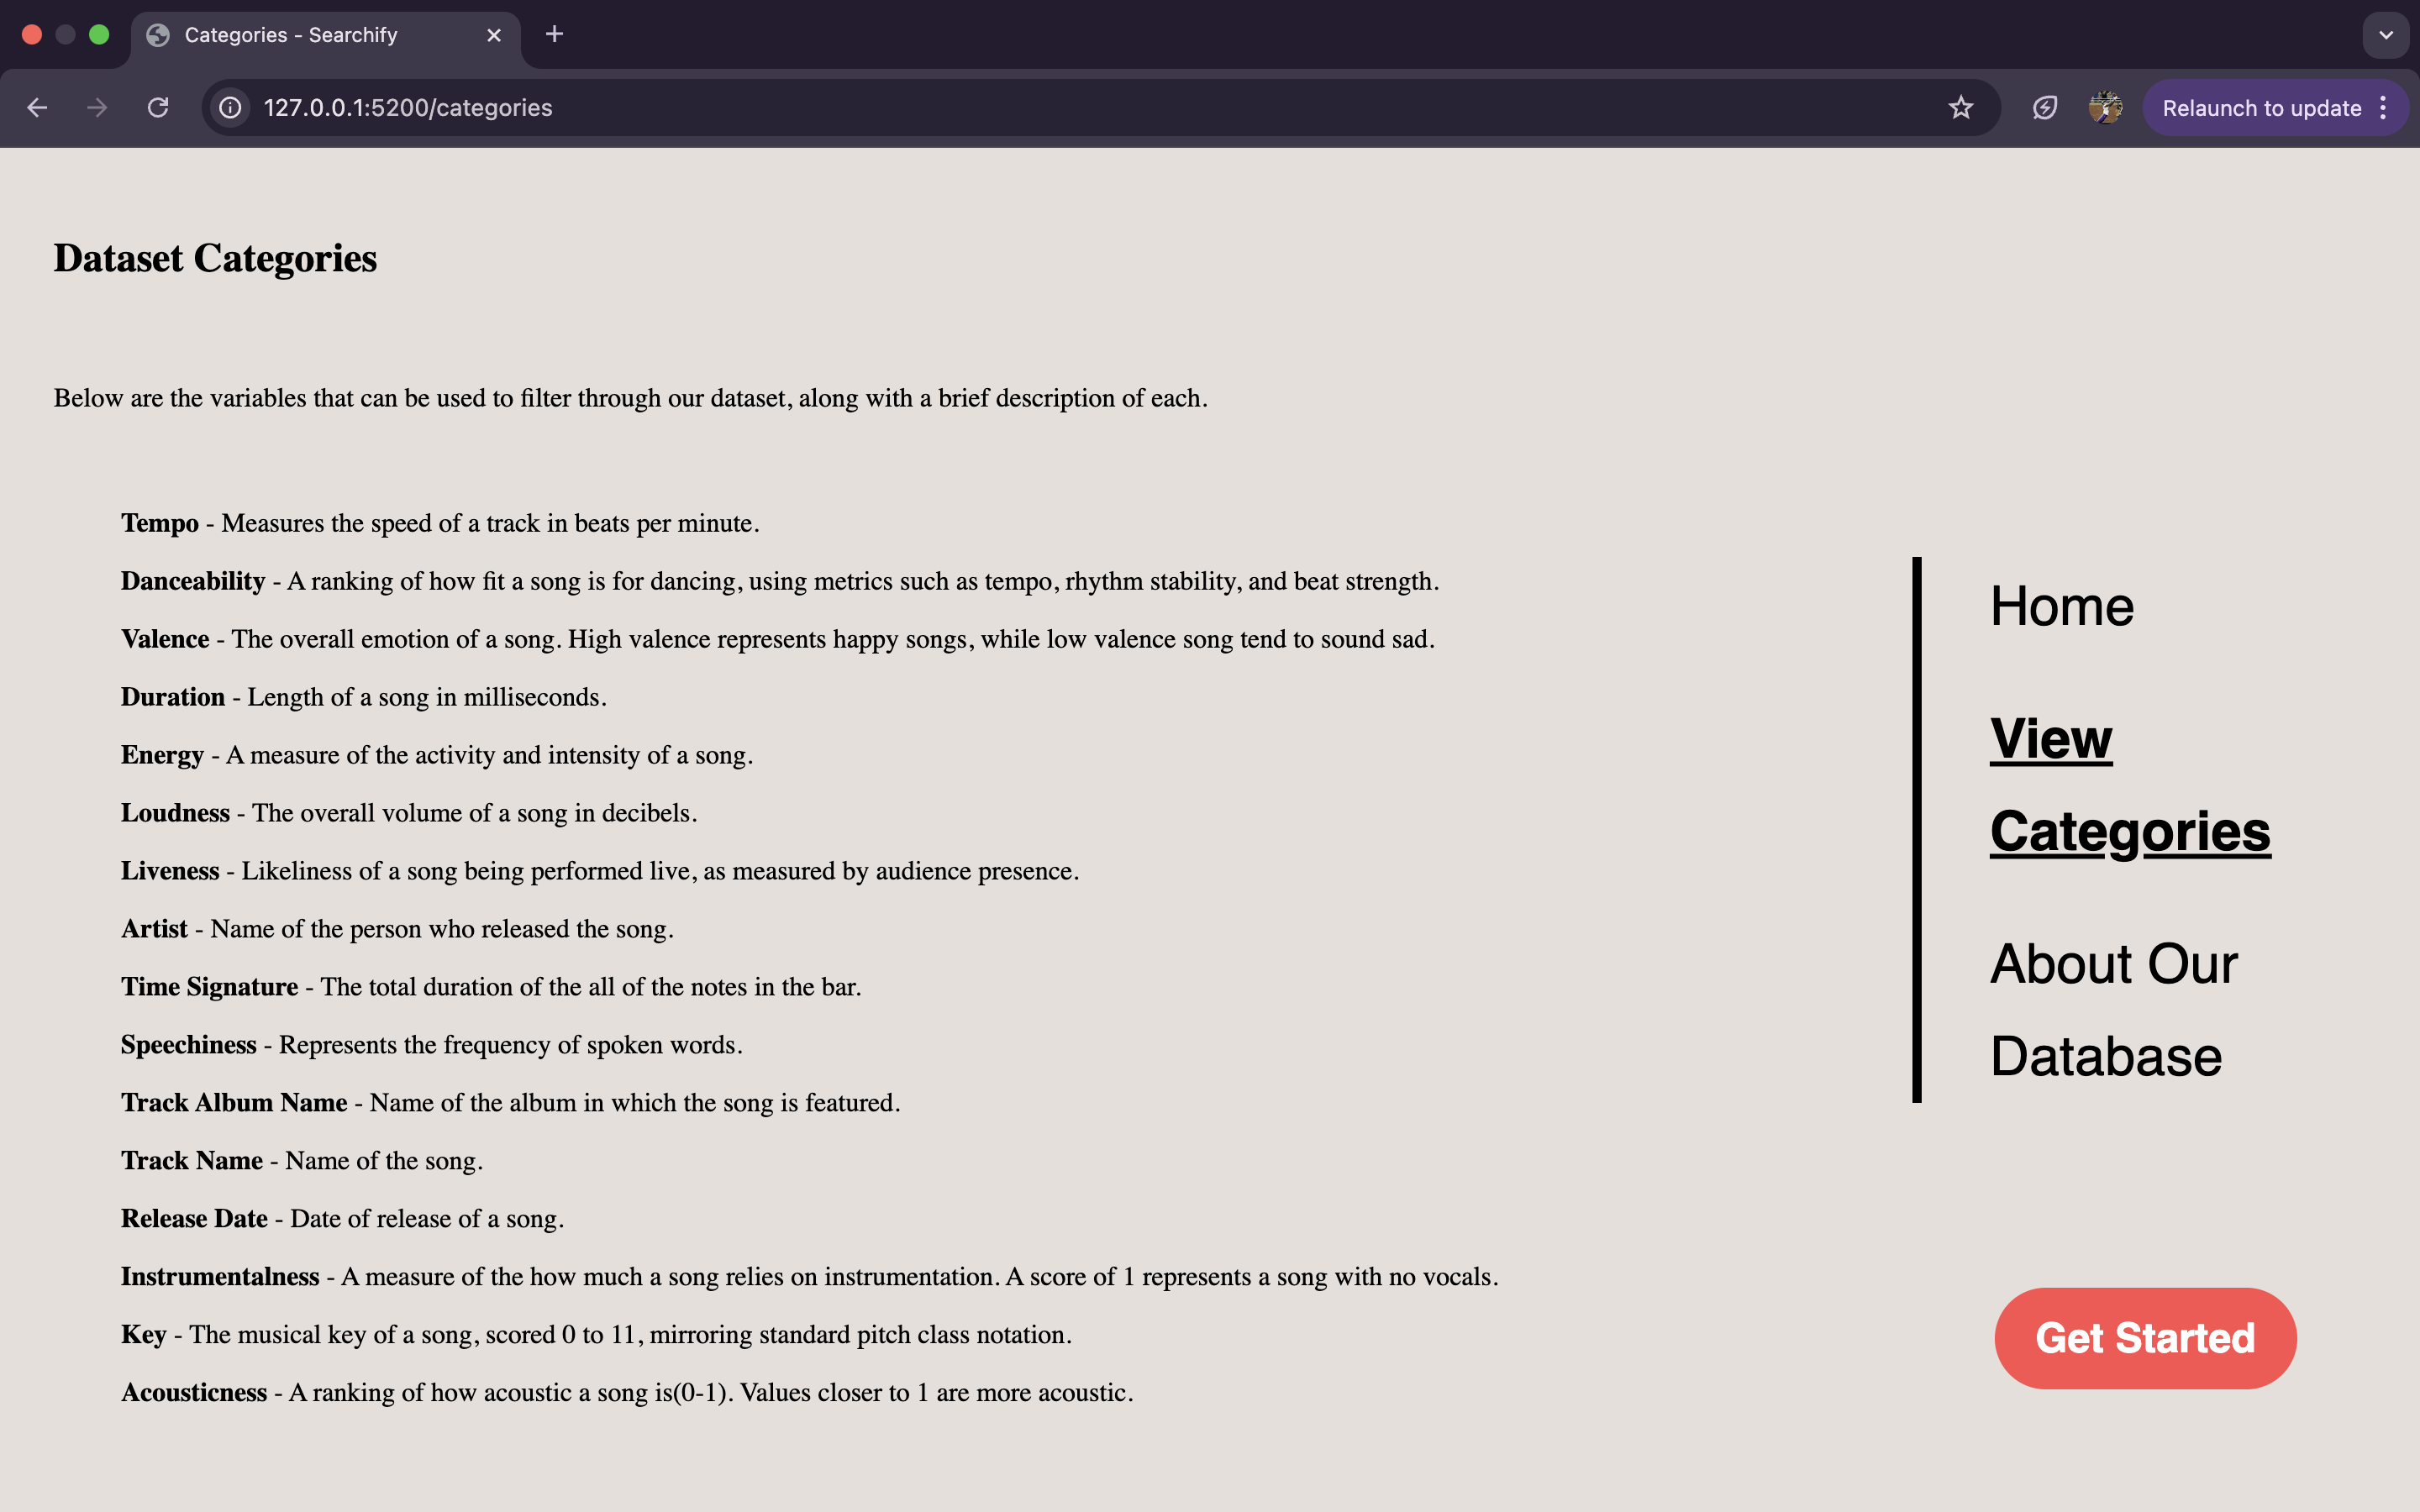 Categories - Searchify
127.0.0.1:5200/categories
Relaunch to update
Dataset Categories
Below are the variables that can be used to filter through our dataset, along with a brief description of each.
Tempo - Measures the speed of a track in beats per minute.
Danceability - A ranking of how fit a song is for dancing, using metrics such as tempo, rhythm stability, and beat strength.
Valence - The overall emotion of a song. High valence represents happy songs, while low valence song tend to sound sad.
Duration - Length of a song in milliseconds.
Energy - A measure of the activity and intensity of a song.
Loudness - The overall volume of a song in decibels.
Liveness - Likeliness of a song being performed live, as measured by audience presence.
Artist - Name of the person who released the song.
Time Signature - The total duration of the all of the notes in the bar.
Speechiness - Represents the frequency of spoken words.
Track Album Name - Name of the album in which the song is featured.
Track Name - Name of the song.
Release Date - Date of release of a song.
Instrumentalness - A measure of the how much a song relies on instrumentation. A score of 1 represents a song with no vocals.
Key - The musical key of a song, scored 0 to 11, mirroring standard pitch class notation.
Acousticness - A ranking of how acoustic a song is(0-1). Values closer to 1 are more acoustic.
Home
View
Categories
About Our
Database
Get Started